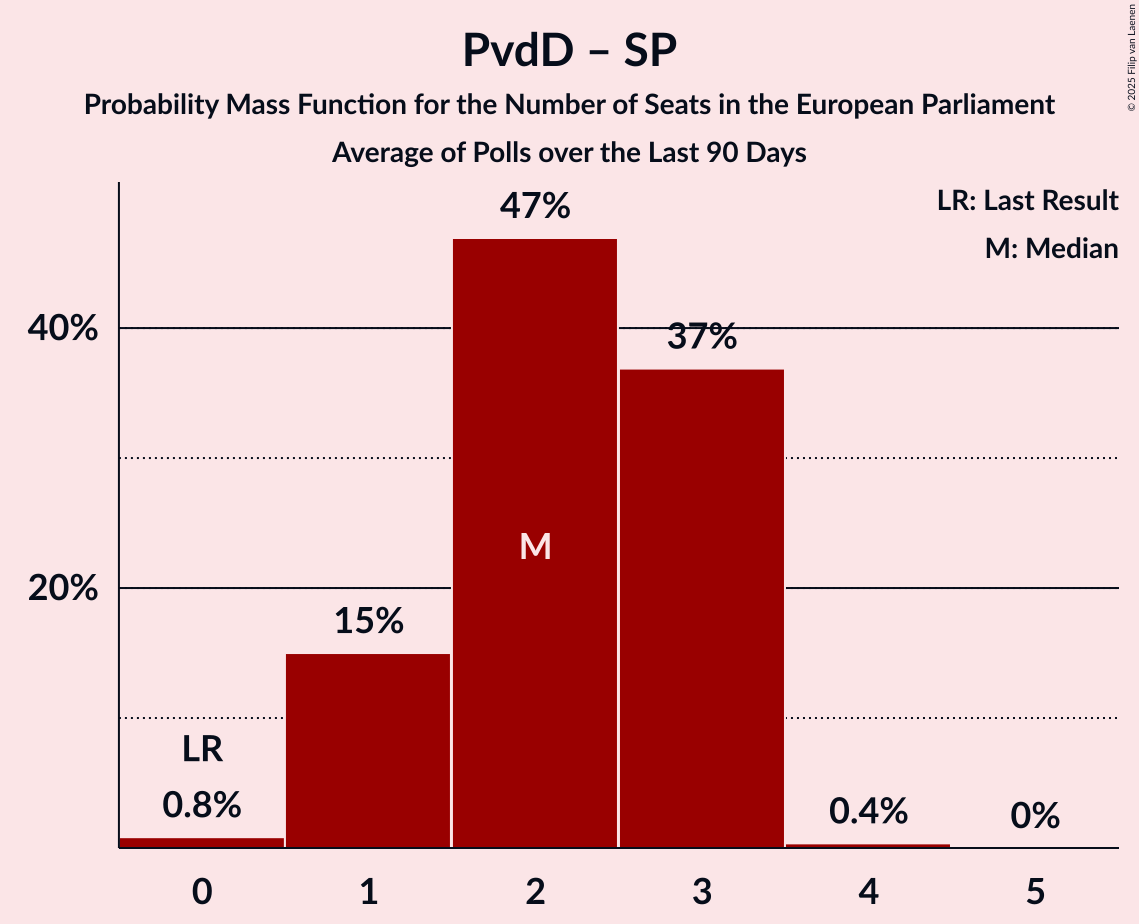 PvdD – SP
Probability Mass Function for the Number of Seats in the European Parliament
Average of Polls over the Last 90 Days
© 2025 Filip van Laenen
LR: Last Result
M: Median
47%
40%
37%
M
20%
15%
LR
0.8%
0.4%
0%
0 1 2 3 4 5